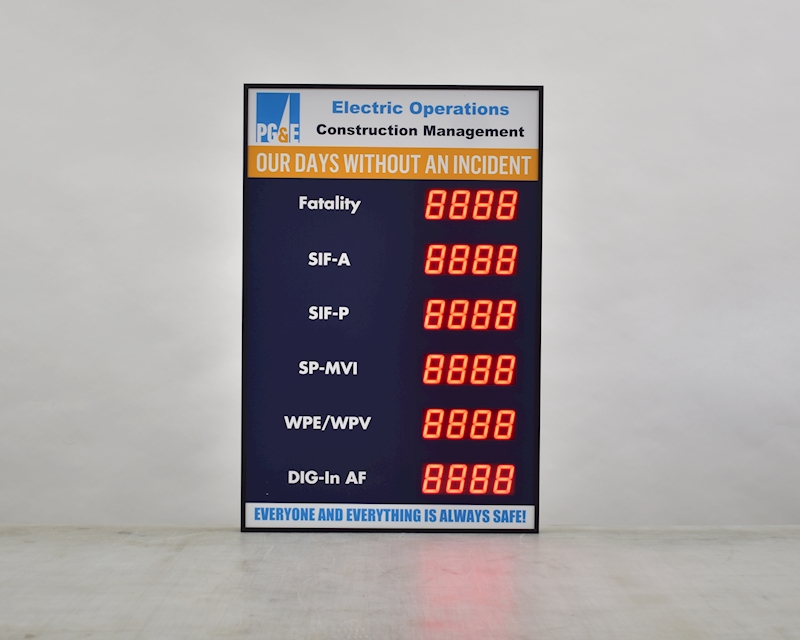 PG&E
Electric Operations
Construction Management
OUR DAYS WITHOUT AN INCIDENT
Fatality 8888
SIF-A 8888
SIF-P 8888
SP-MVI 8888
WPE/WPV 8888
DIG-In AF 8888
EVERYONE AND EVERYTHING IS ALWAYS SAFE!